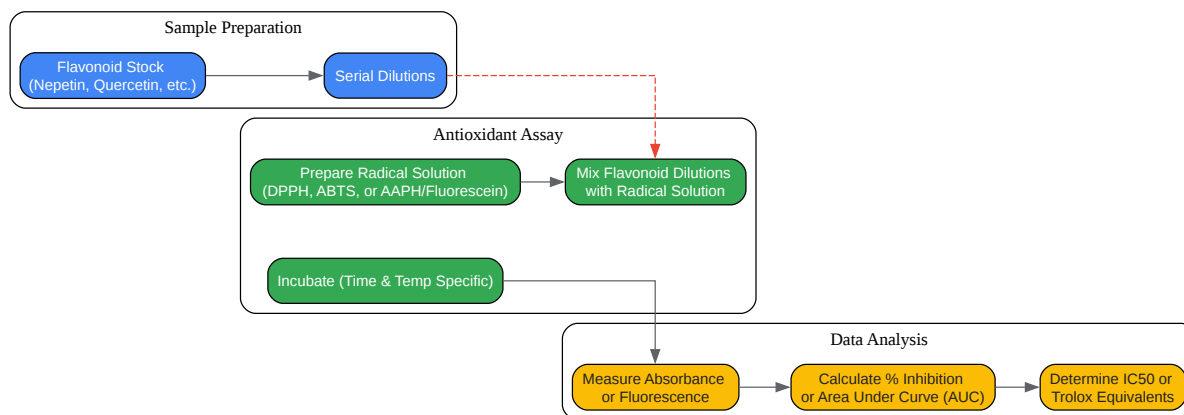 Sample Preparation
Flavonoid Stock
(Nepetin, Quercetin, etc.)
Serial Dilutions
Antioxidant Assay
Prepare Radical Solution
(DPPH, ABTS, or AAPH/Fluorescein)
Mix Flavonoid Dilutions
with Radical Solution
Incubate (Time & Temp Specific)
Data Analysis
Measure Absorbance
or Fluorescence
Calculate % Inhibition
or Area Under Curve (AUC)
Determine IC50 or
Trolox Equivalents